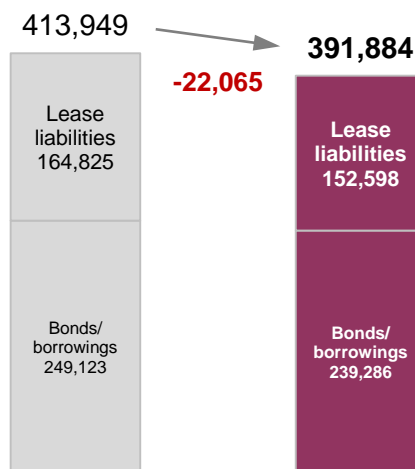 413,949
391,884
-22,065
Lease
liabilities
164,825
Lease
liabilities
152,598
Bonds/
borrowings
249,123
Bonds/
borrowings
239,286